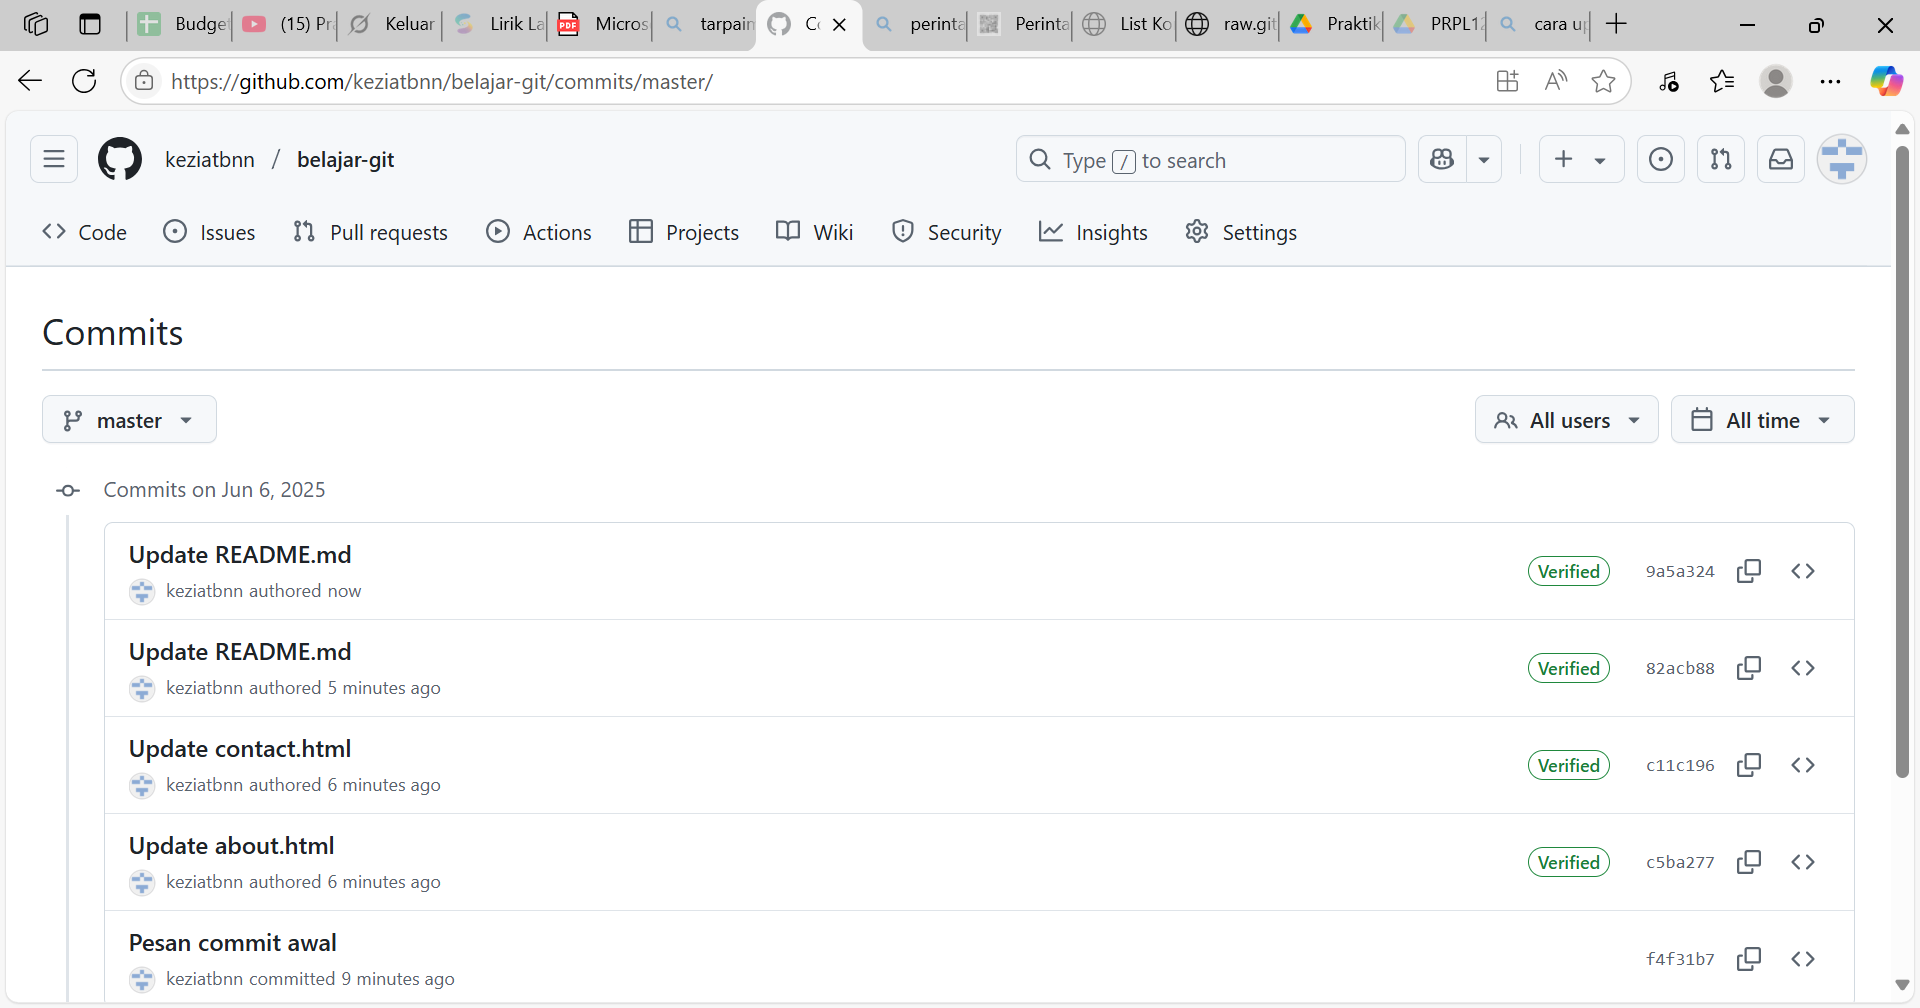 Budget
(15) Pra
Keluar
Lirik La
PDF
Micros
tarpain
Co
perinta
Perinta
List Ko
raw.git
Praktik
PRPL12
cara up
https://github.com/keziatbnn/belajar-git/commits/master/
keziatbnn / belajar-git
Type / to search
Code Issues Pull requests Actions Projects Wiki Security Insights Settings
Commits
master
All users
All time
Commits on Jun 6, 2025
Update README.md
keziatbnn authored now
Verified 9a5a324
Update README.md
keziatbnn authored 5 minutes ago
Verified 82acb88
Update contact.html
keziatbnn authored 6 minutes ago
Verified c11c196
Update about.html
keziatbnn authored 6 minutes ago
Verified c5ba277
Pesan commit awal
keziatbnn committed 9 minutes ago
f4f31b7